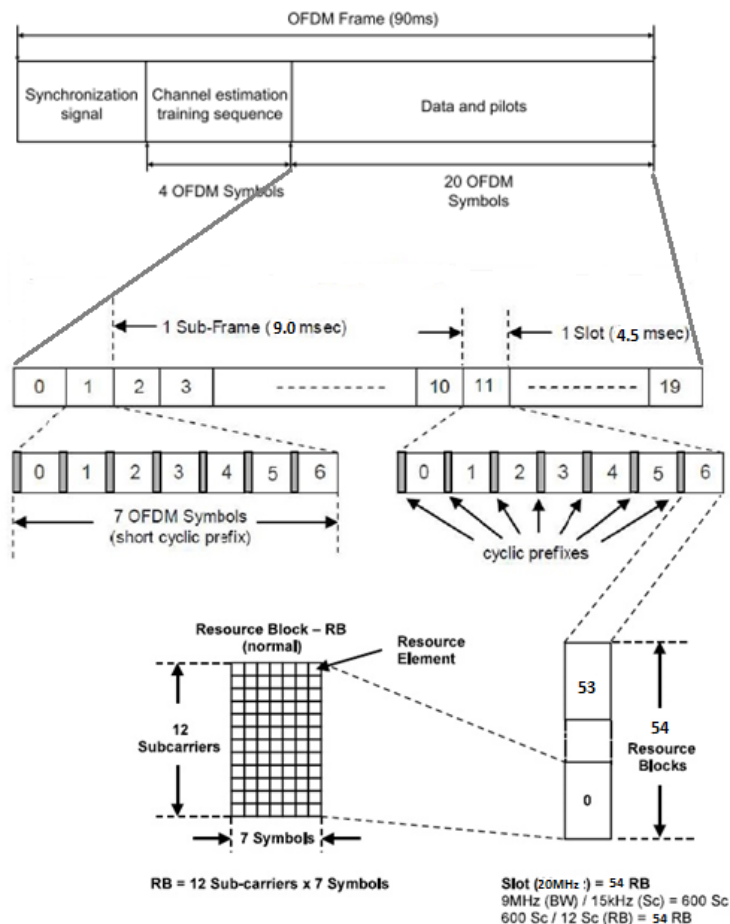 OFDM Frame (90ms)
Synchronization
signal
Channel estimation
training sequence
Data and pilots
4 OFDM Symbols
20 OFDM
Symbols
1 Sub-Frame (9.0 msec)
1 Slot (4.5 msec)
0 1 2 3 10 11 19
0 1 2 3 4 5 6
0 1 2 3 4 5 6
7 OFDM Symbols
(short cyclic prefix)
cyclic prefixes
Resource Block – RB
(normal)
Resource
Element
12
Subcarriers
7 Symbols
RB = 12 Sub-carriers x 7 Symbols
53
54
Resource
Blocks
0
Slot (20MHz :) = 54 RB
9MHz (BW) / 15kHz (Sc) = 600 Sc
600 Sc / 12 Sc (RB) = 54 RB